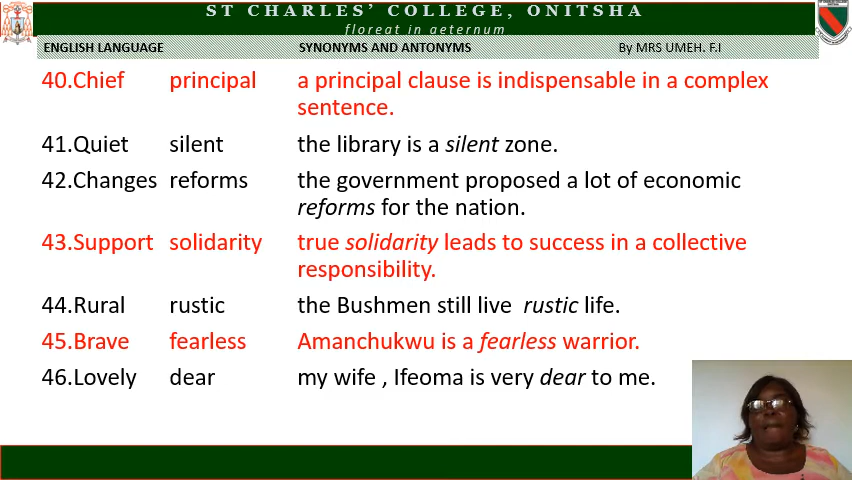 ST CHARLES’ COLLEGE, ONITSHA
floreat in aeternum
ENGLISH LANGUAGE SYNONYMS AND ANTONYMS By MRS UMEH. F.I
40.Chief principal a principal clause is indispensable in a complex
sentence.
41.Quiet silent the library is a silent zone.
42.Changes reforms the government proposed a lot of economic
reforms for the nation.
43.Support solidarity true solidarity leads to success in a collective
responsibility.
44.Rural rustic the Bushmen still live rustic life.
45.Brave fearless Amanchukwu is a fearless warrior.
46.Lovely dear my wife , Ifeoma is very dear to me.